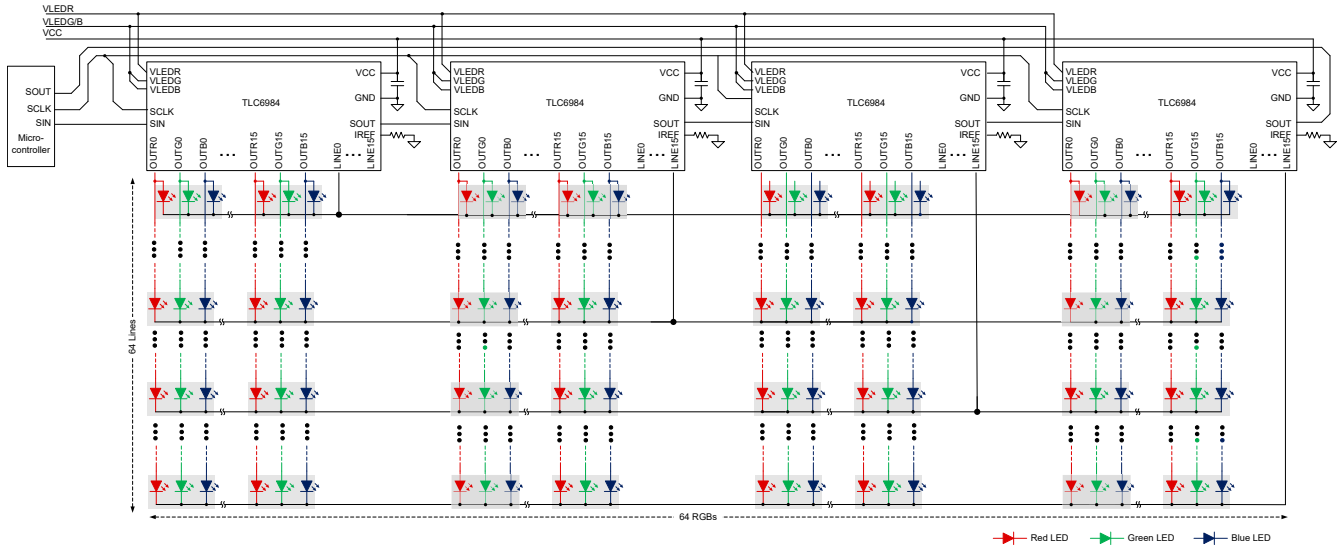 VLEDR
VLEDG/B
VCC
SOUT
SCLK
SIN
Micro-
controller
VLEDR
VLEDG
VLEDB
SCLK
SIN
TLC6984
VCC
GND
SOUT
IREF
OUTR0
OUTG0
OUTB0
...
OUTR15
OUTG15
OUTB15
LINE0
...
LINE15
VLEDR
VLEDG
VLEDB
SCLK
SIN
TLC6984
VCC
GND
SOUT
IREF
OUTR0
OUTG0
OUTB0
...
OUTR15
OUTG15
OUTB15
LINE0
...
LINE15
VLEDR
VLEDG
VLEDB
SCLK
SIN
TLC6984
VCC
GND
SOUT
IREF
OUTR0
OUTG0
OUTB0
...
OUTR15
OUTG15
OUTB15
LINE0
...
LINE15
VLEDR
VLEDG
VLEDB
SCLK
SIN
TLC6984
VCC
GND
SOUT
IREF
OUTR0
OUTG0
OUTB0
...
OUTR15
OUTG15
OUTB15
LINE0
...
LINE15
64 Lines
64 RGBs
Red LED
Green LED
Blue LED